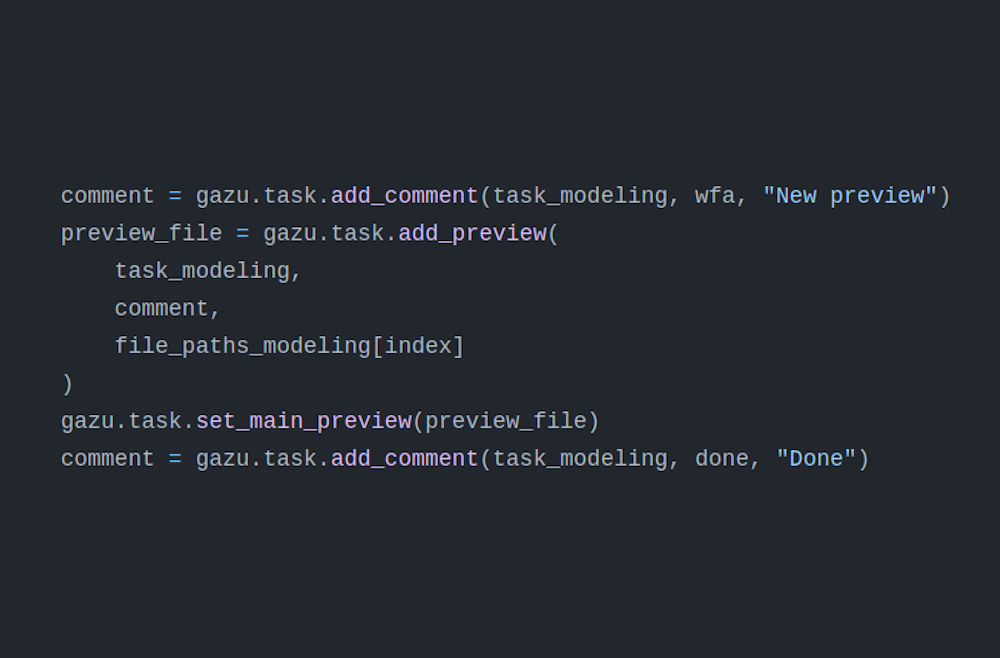 comment = gazu.task.add_comment(task_modeling, wfa, "New preview")
preview_file = gazu.task.add_preview(
    task_modeling,
    comment,
    file_paths_modeling[index]
)
gazu.task.set_main_preview(preview_file)
comment = gazu.task.add_comment(task_modeling, done, "Done")